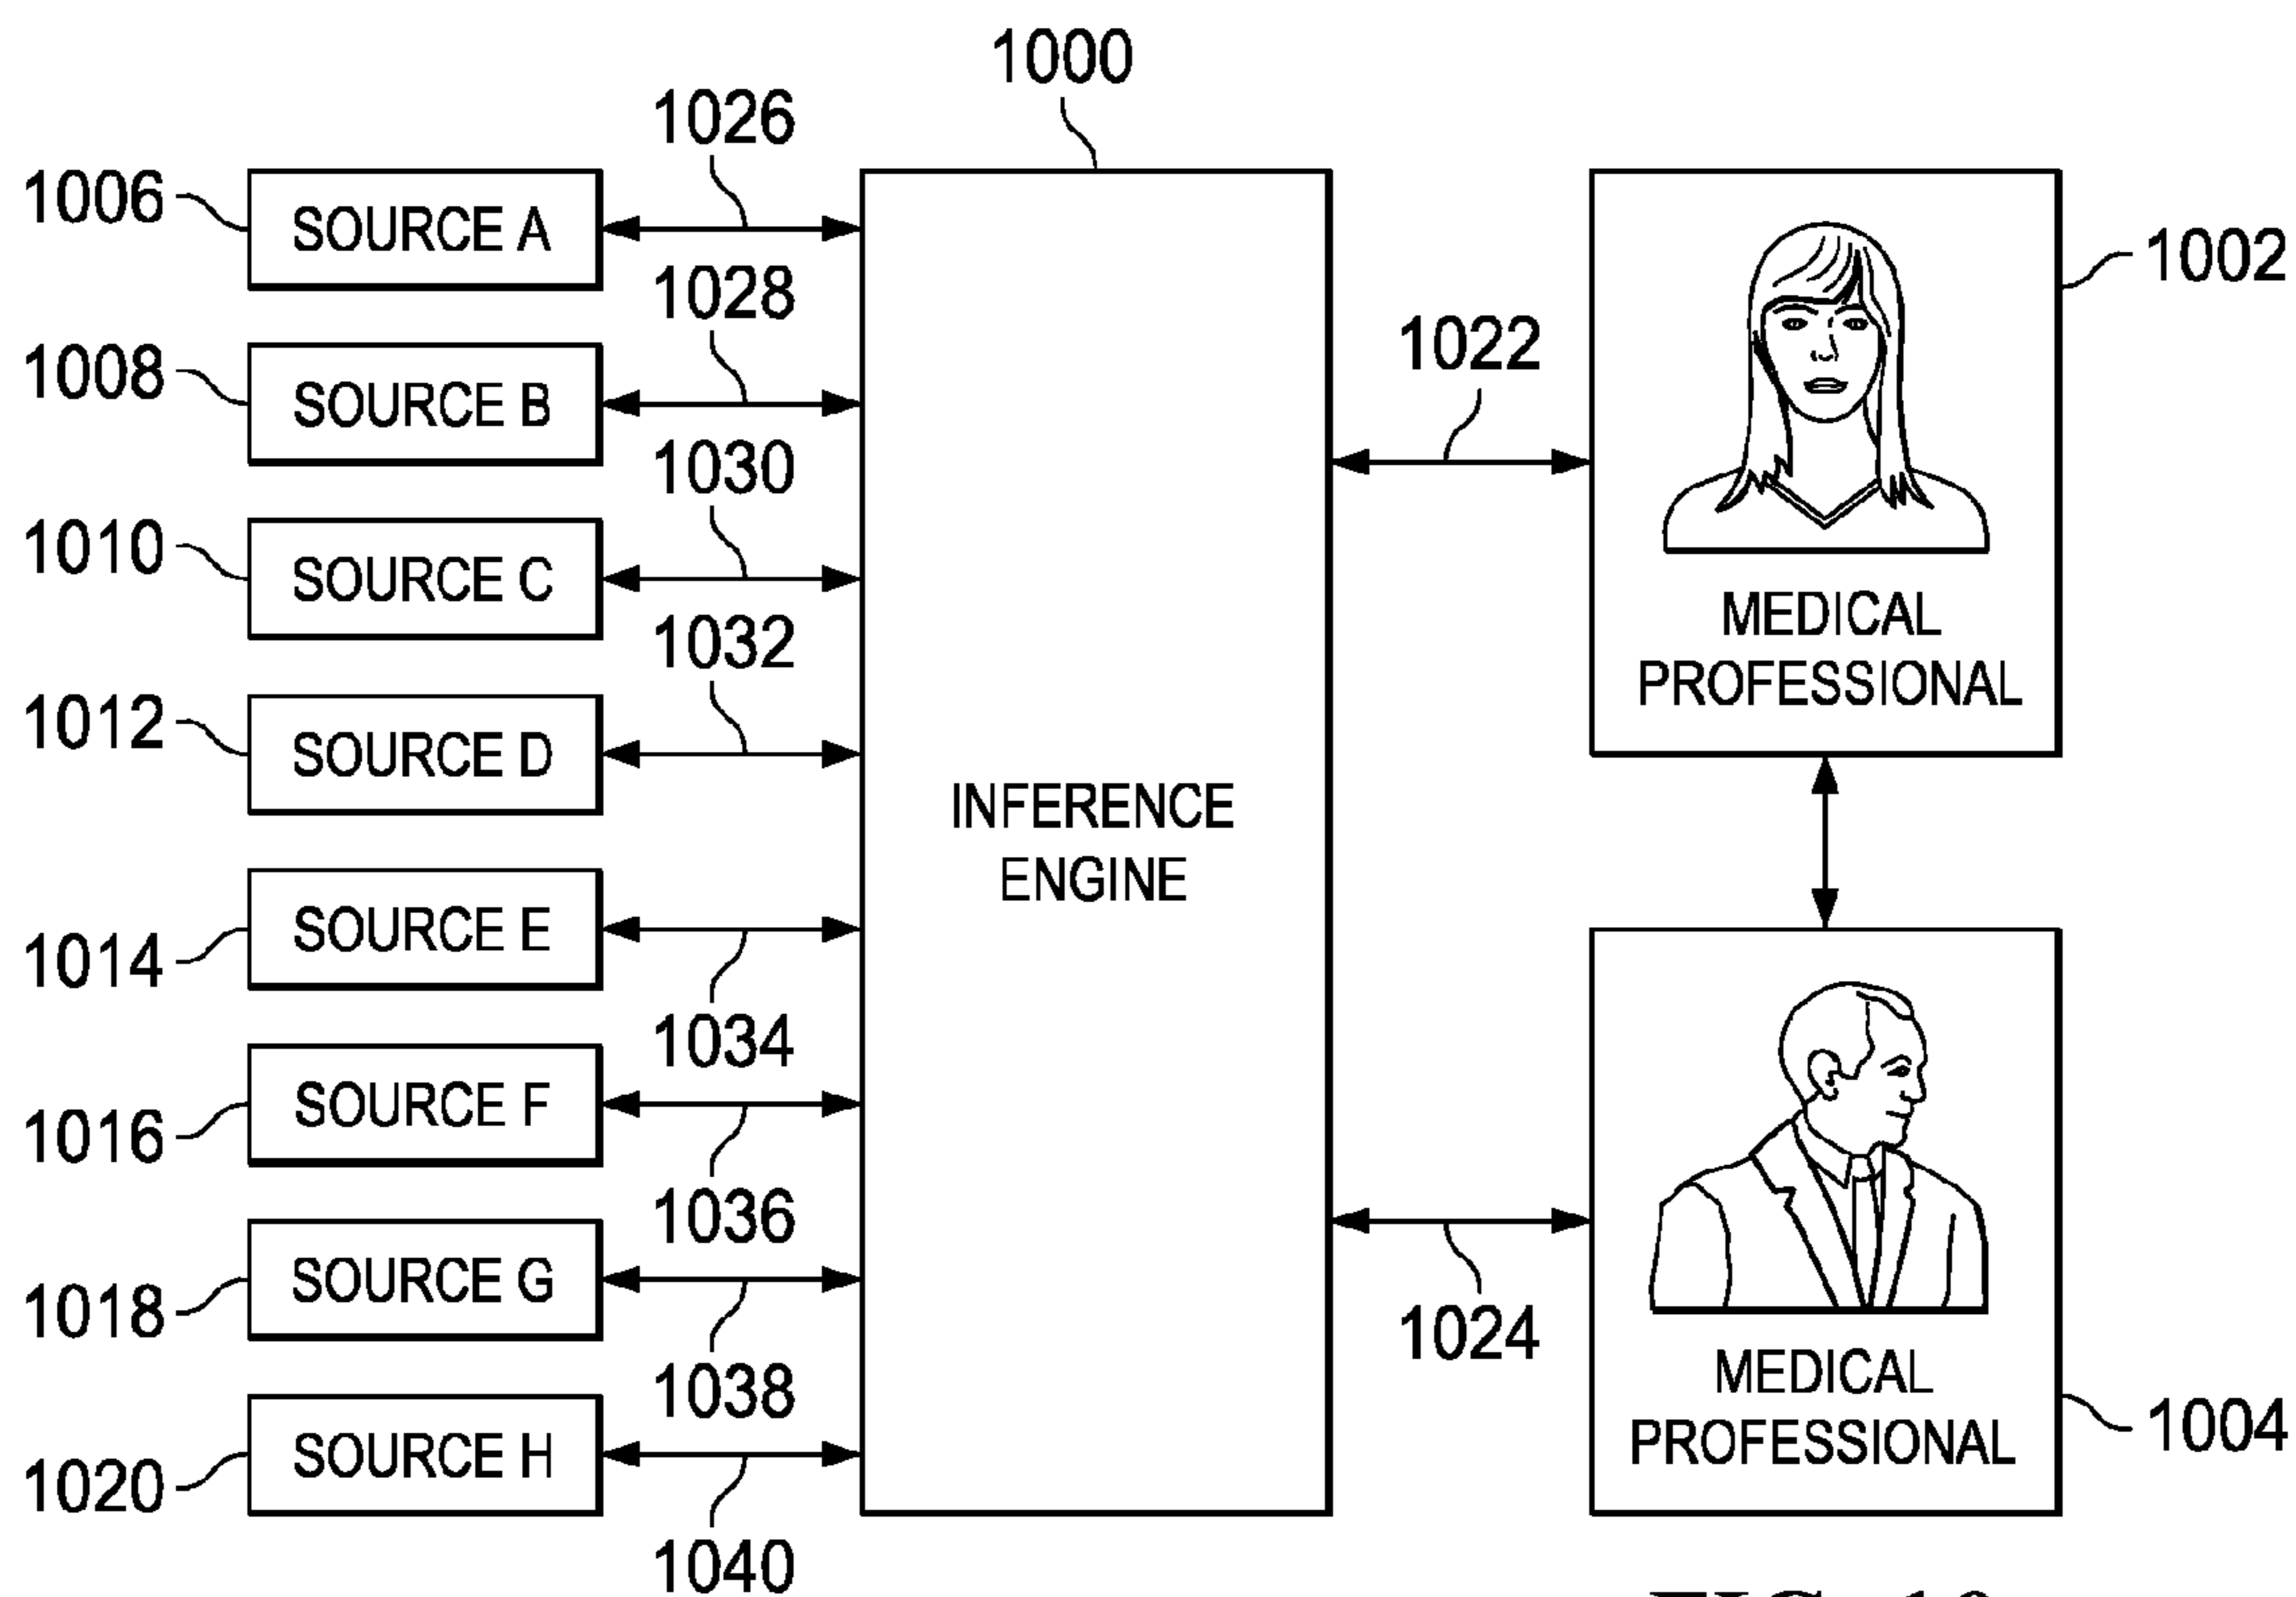 1000
1026
1006
SOURCE A
1028
1002
1008
SOURCE B
1022
1030
1010
SOURCE C
MEDICAL
PROFESSIONAL
1032
1012
SOURCE D
INFERENCE
ENGINE
1014
SOURCE E
1034
1016
SOURCE F
1036
1018
SOURCE G
1024
1038
MEDICAL
PROFESSIONAL
1004
1020
SOURCE H
1040